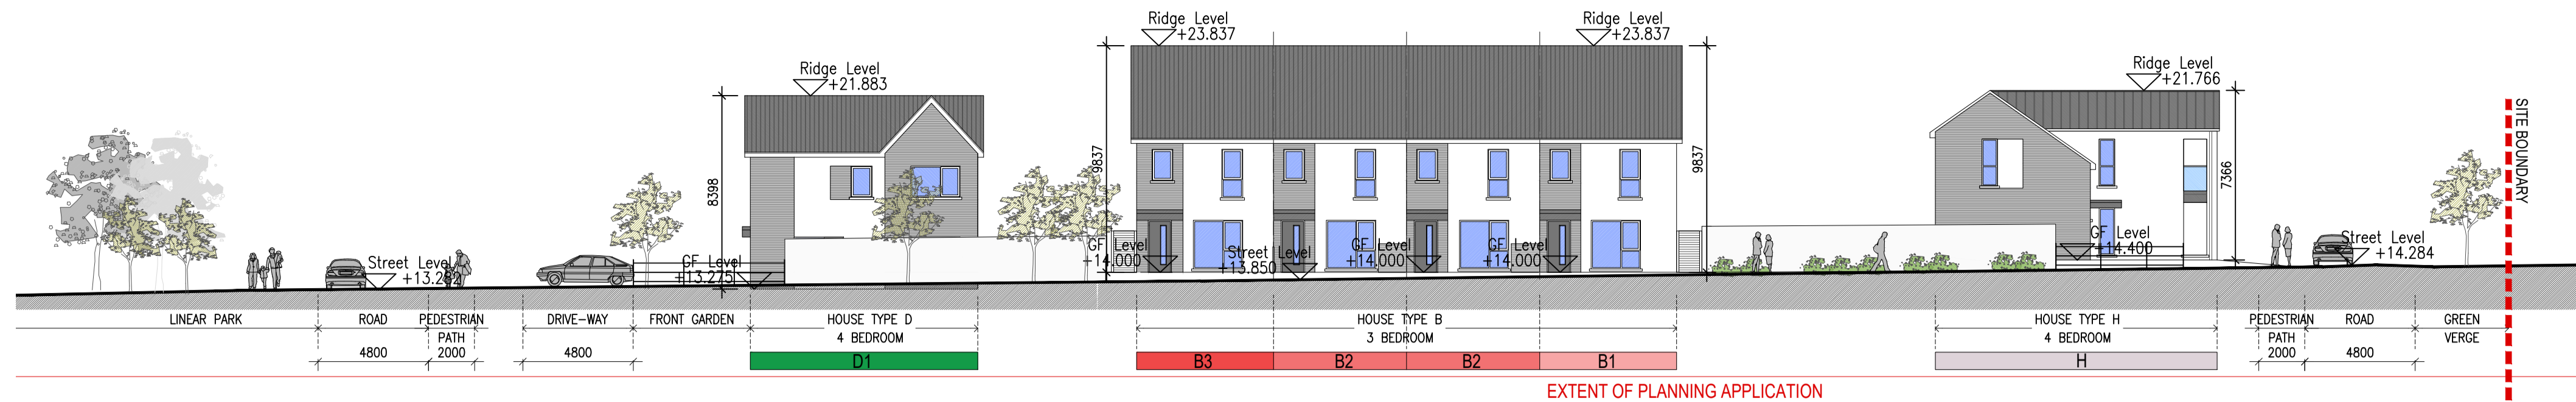 Ridge Level
+23.837
Ridge Level
+23.837
Ridge Level
+21.883
Ridge Level
+21.766
SITE BOUNDARY
8398
9837
9837
7366
Street Level
GF Level
+13.275
GF Level
+14.000
Street Level
+13.850
GF Level
+14.000
GF Level
+14.000
GF Level
+14.400
Street Level
+14.284
LINEAR PARK
ROAD
4800
PEDESTRIAN
PATH
2000
DRIVE-WAY
4800
FRONT GARDEN
HOUSE TYPE D
4 BEDROOM
D1
HOUSE TYPE B
3 BEDROOM
B3
B2
B2
B1
HOUSE TYPE H
4 BEDROOM
H
PEDESTRIAN
PATH
2000
ROAD
4800
GREEN
VERGE
EXTENT OF PLANNING APPLICATION